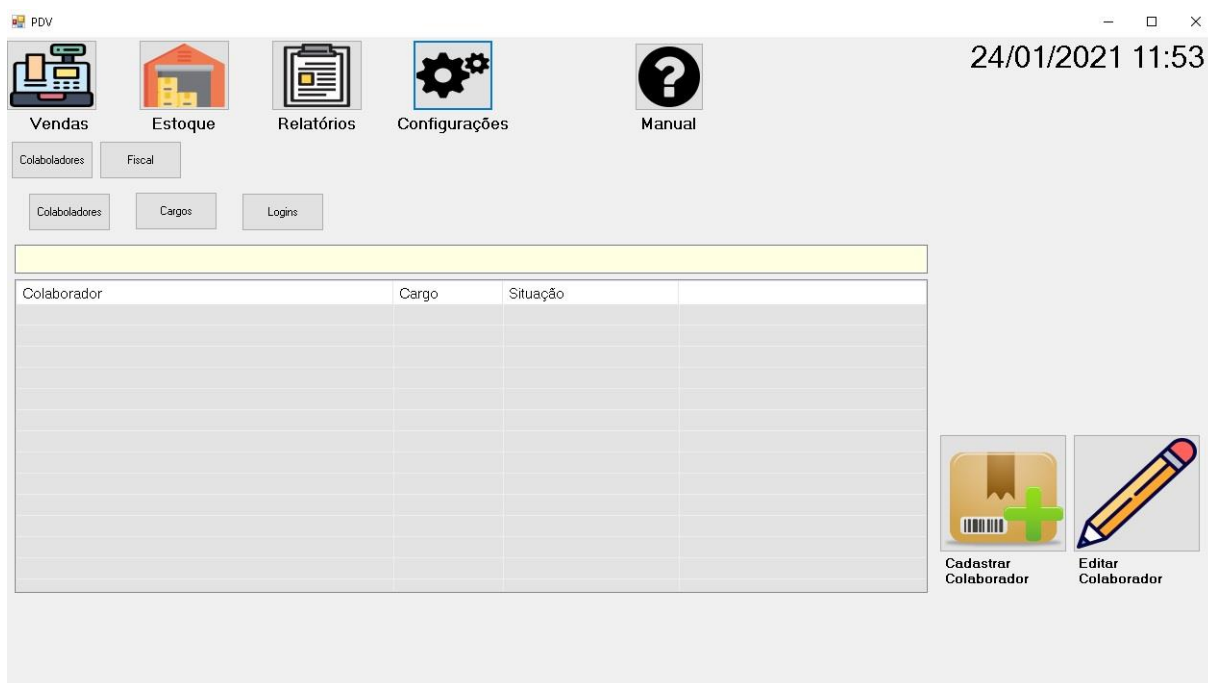 PDV
24/01/2021 11:53
Vendas
Estoque
Relatórios
Configurações
Manual
Colaboladores
Fiscal
Colaboladores
Cargos
Logins
Colaborador
Cargo
Situação
Cadastrar
Colaborador
Editar
Colaborador